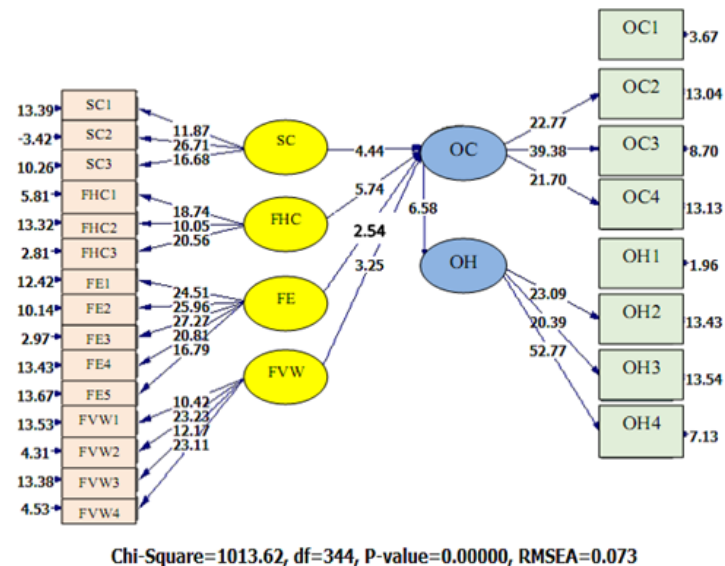 OC1 3.67
13.39 SC1
OC2 13.04
-3.42 SC2
11.87 26.71 16.68 SC 4.44 OC 22.77 39.38 21.70
10.26 SC3
OC3 8.70
5.81 FHC1
OC4 13.13
13.32 FHC2
18.74 10.05 20.56 FHC 5.74 6.58
2.81 FHC3
OH1 1.96
12.42 FE1
2.54 3.25 OH 23.09 20.39 52.77
10.14 FE2
24.51 25.96 27.27 20.81 16.79 FE
OH2 13.43
2.97 FE3
13.43 FE4
OH3 13.54
13.67 FE5
FVW
13.53 FVW1
10.42 23.23 12.17 23.11
OH4 7.13
4.31 FVW2
13.38 FVW3
4.53 FVW4
Chi-Square=1013.62, df=344, P-value=0.00000, RMSEA=0.073